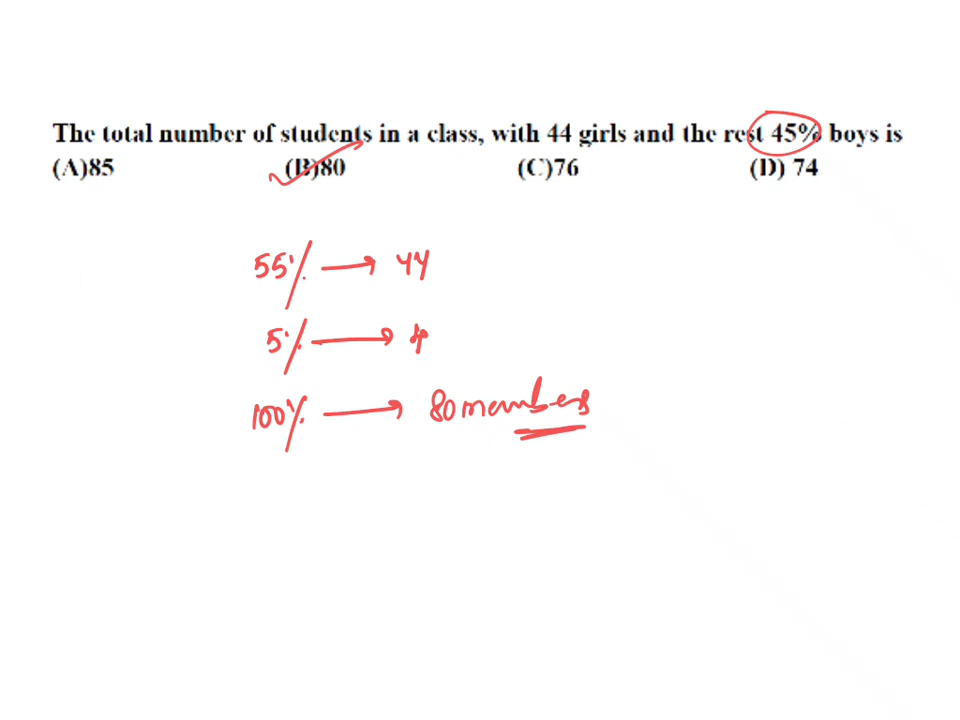 The total number of students in a class, with 44 girls and the rest 45% boys is
(A)85 (B)80 (C)76 (D) 74
55% → 44
5% → 4
100% → 80 members